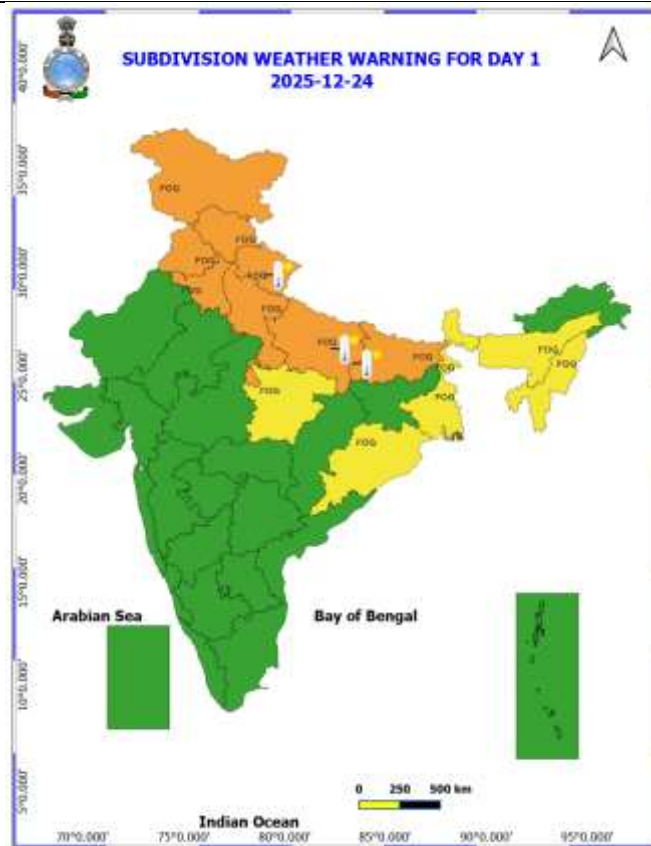 SUBDIVISION WEATHER WARNING FOR DAY 1
2025-12-24
40°0.000'
35°0.000'
30°0.000'
25°0.000'
20°0.000'
15°0.000'
10°0.000'
5°0.000'
FOG
FOG
FOG
FOG
FOG
FOG
FOG
FOG
FOG
FOG
FOG
FOG
FOG
FOG
Arabian Sea
Bay of Bengal
0 250 500 km
Indian Ocean
70°0.000' 75°0.000' 80°0.000' 85°0.000' 90°0.000' 95°0.000'